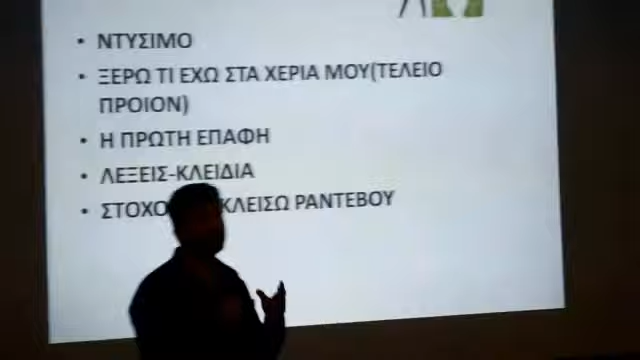 • ΝΤΥΣΙΜΟ
• ΞΕΡΩ ΤΙ ΕΧΩ ΣΤΑ ΧΕΡΙΑ ΜΟΥ(ΤΕΛΕΙΟ
ΠΡΟΙΟΝ)
• Η ΠΡΩΤΗ ΕΠΑΦΗ
• ΛΕΞΕΙΣ-ΚΛΕΙΔΙΑ
• ΚΛΕΙΣΩ ΡΑΝΤΕΒΟΥ